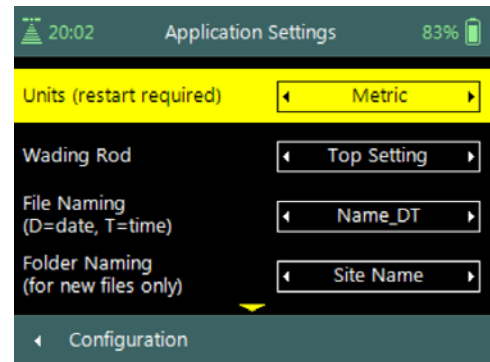 20:02 Application Settings 83%
Units (restart required) Metric
Wading Rod Top Setting
File Naming
(D=date, T=time) Name_DT
Folder Naming
(for new files only) Site Name
Configuration